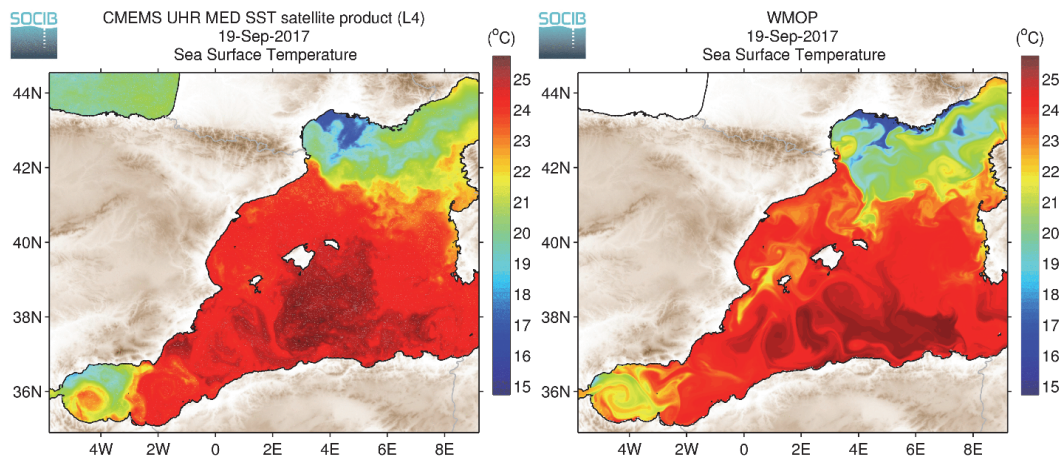 SOCIB
CMEMS UHR MED SST satellite product (L4)
19-Sep-2017
Sea Surface Temperature
(°C)
44N
42N
40N
38N
36N
4W 2W 0 2E 4E 6E 8E
25
24
23
22
21
20
19
18
17
16
15
SOCIB
WMOP
19-Sep-2017
Sea Surface Temperature
(°C)
44N
42N
40N
38N
36N
4W 2W 0 2E 4E 6E 8E
25
24
23
22
21
20
19
18
17
16
15